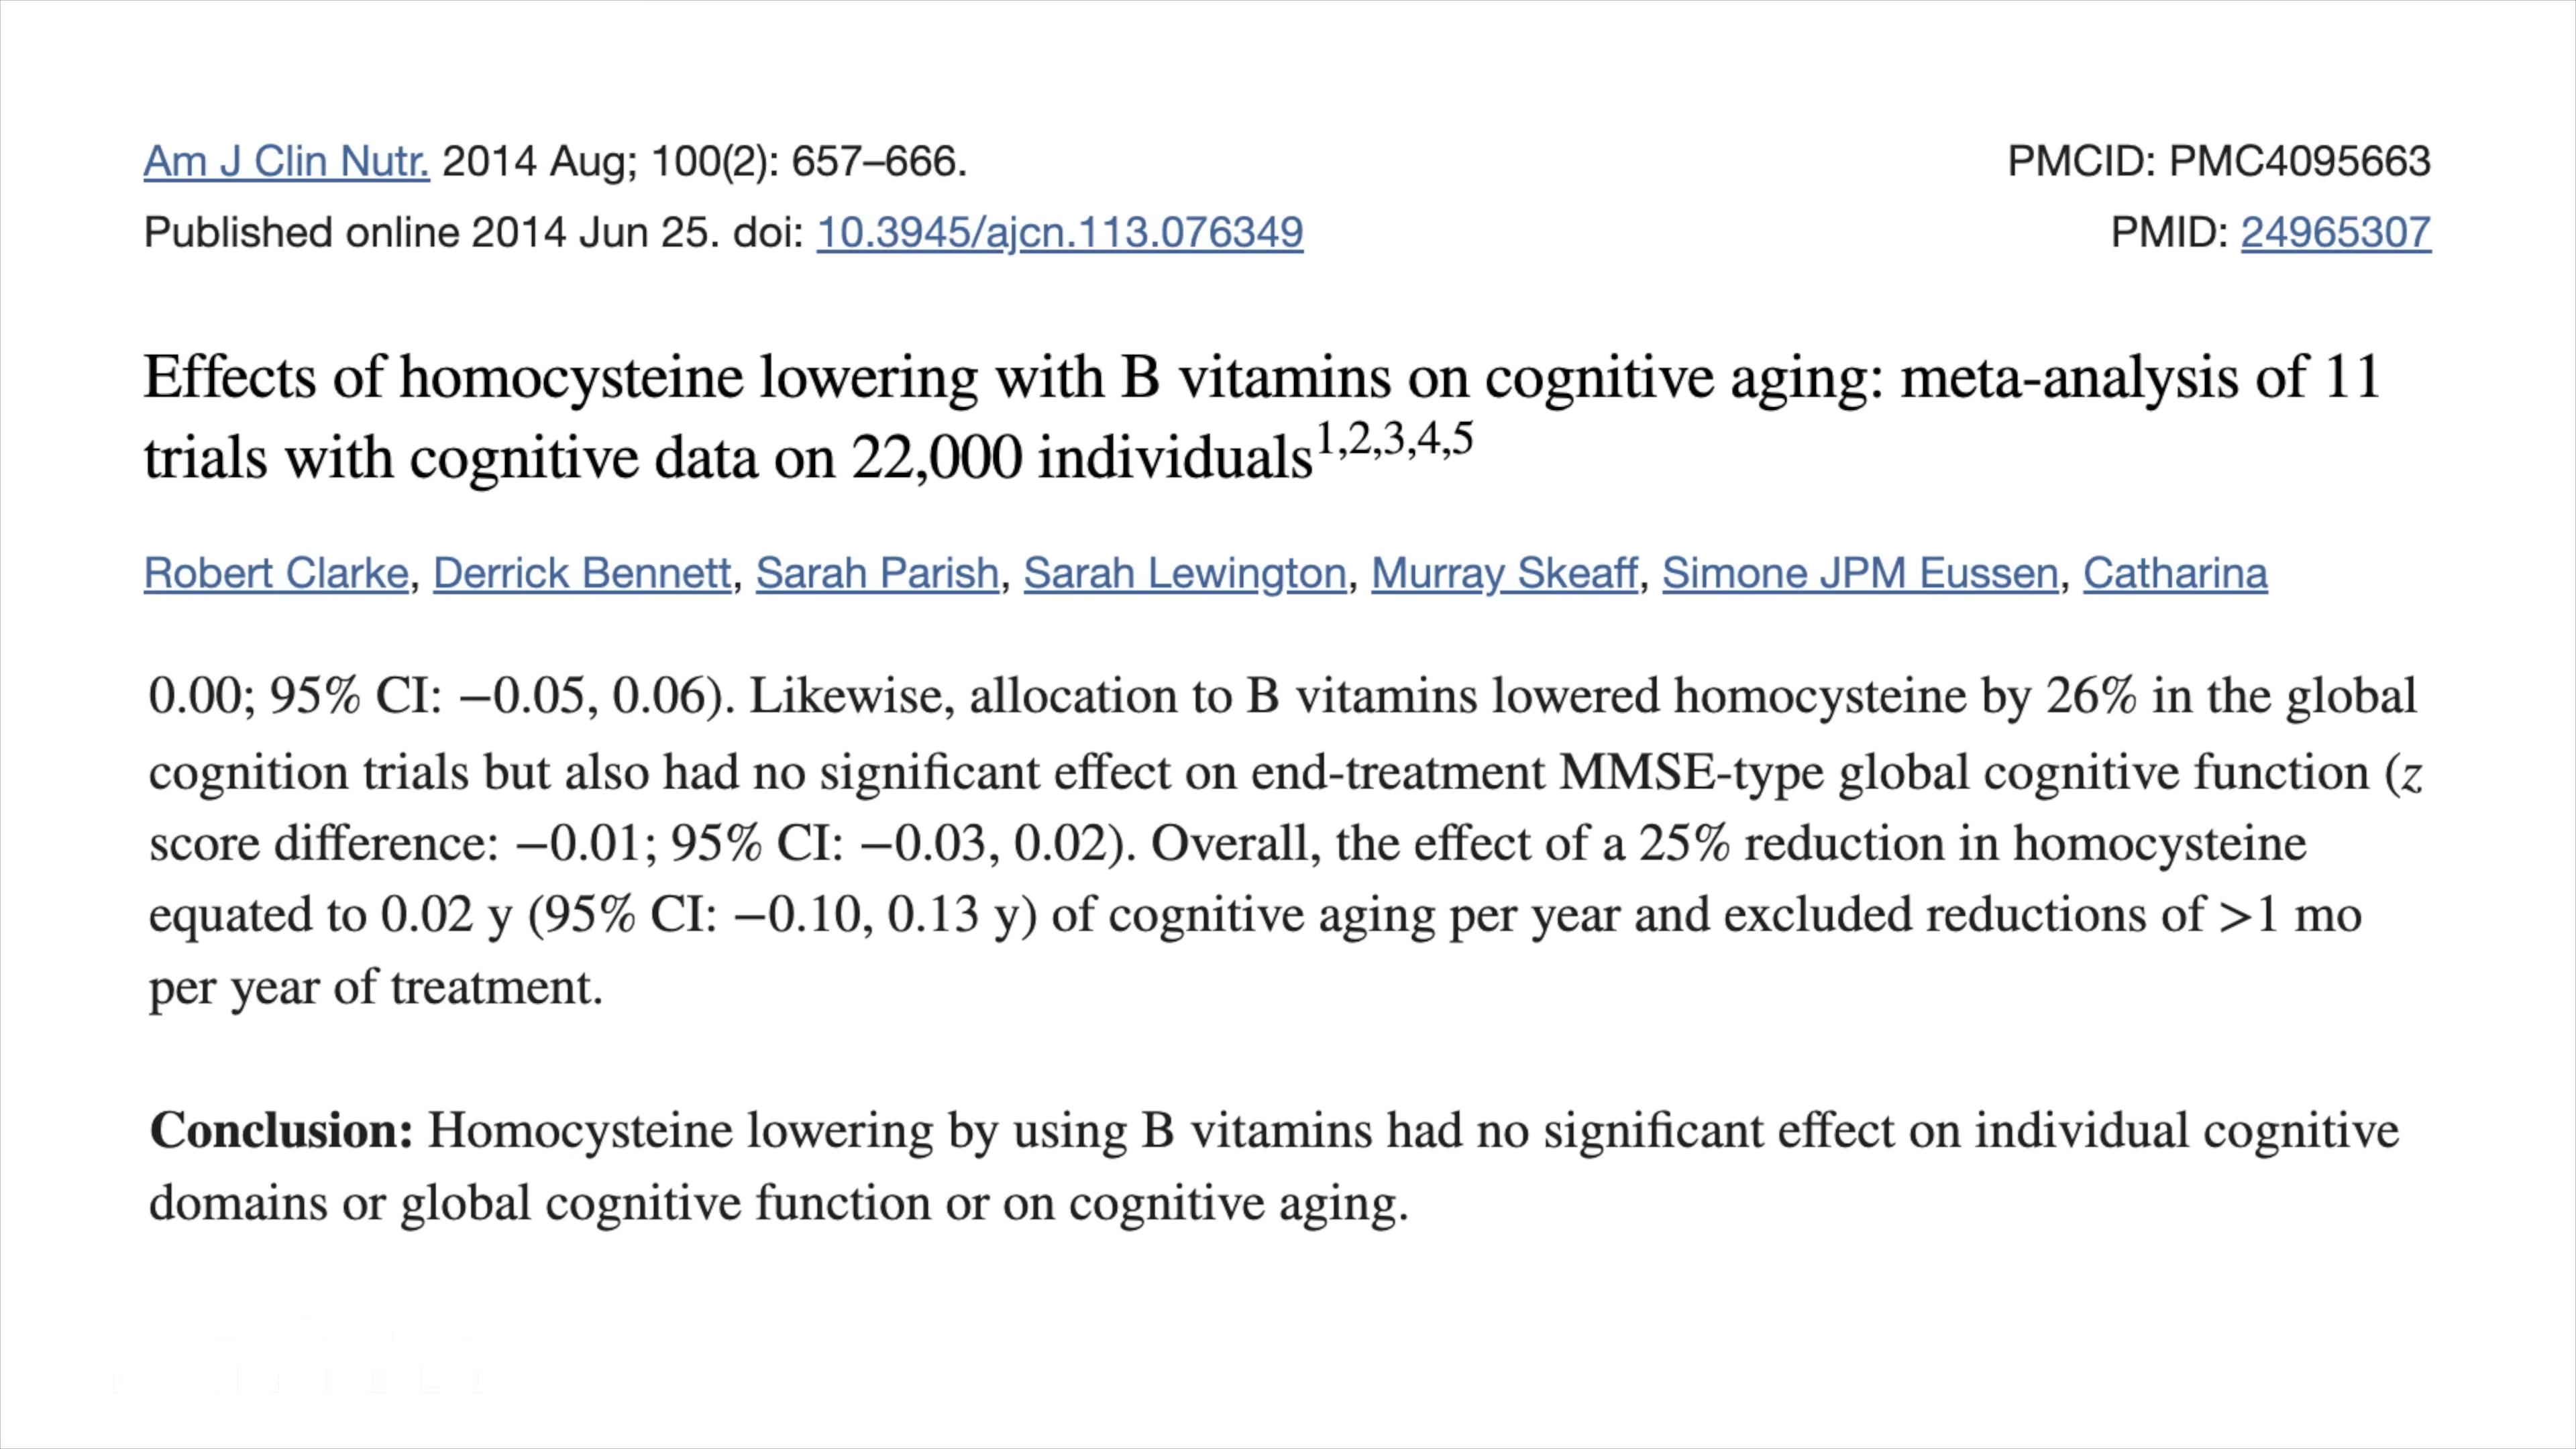 Am J Clin Nutr. 2014 Aug; 100(2): 657–666.
PMCID: PMC4095663
Published online 2014 Jun 25. doi: 10.3945/ajcn.113.076349
PMID: 24965307
Effects of homocysteine lowering with B vitamins on cognitive aging: meta-analysis of 11
trials with cognitive data on 22,000 individuals1,2,3,4,5
Robert Clarke, Derrick Bennett, Sarah Parish, Sarah Lewington, Murray Skeaff, Simone JPM Eussen, Catharina
0.00; 95% CI: −0.05, 0.06). Likewise, allocation to B vitamins lowered homocysteine by 26% in the global
cognition trials but also had no significant effect on end-treatment MMSE-type global cognitive function (z
score difference: −0.01; 95% CI: −0.03, 0.02). Overall, the effect of a 25% reduction in homocysteine
equated to 0.02 y (95% CI: −0.10, 0.13 y) of cognitive aging per year and excluded reductions of >1 mo
per year of treatment.
Conclusion: Homocysteine lowering by using B vitamins had no significant effect on individual cognitive
domains or global cognitive function or on cognitive aging.